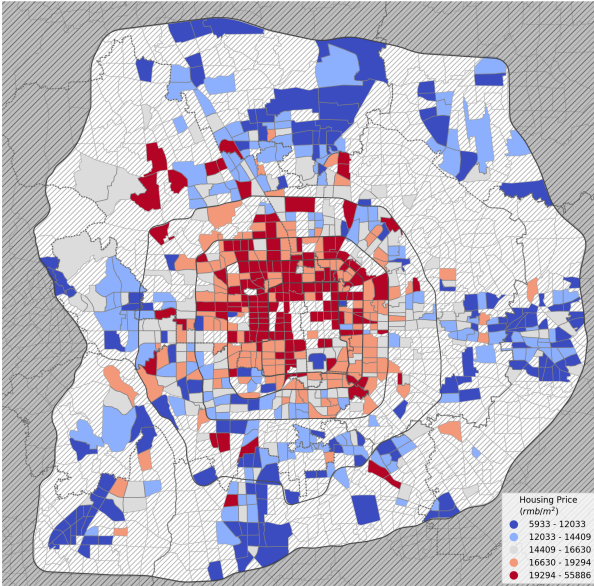 Housing Price
(rmb/m²)
5933 - 12033
12033 - 14409
14409 - 16630
16630 - 19294
19294 - 55886